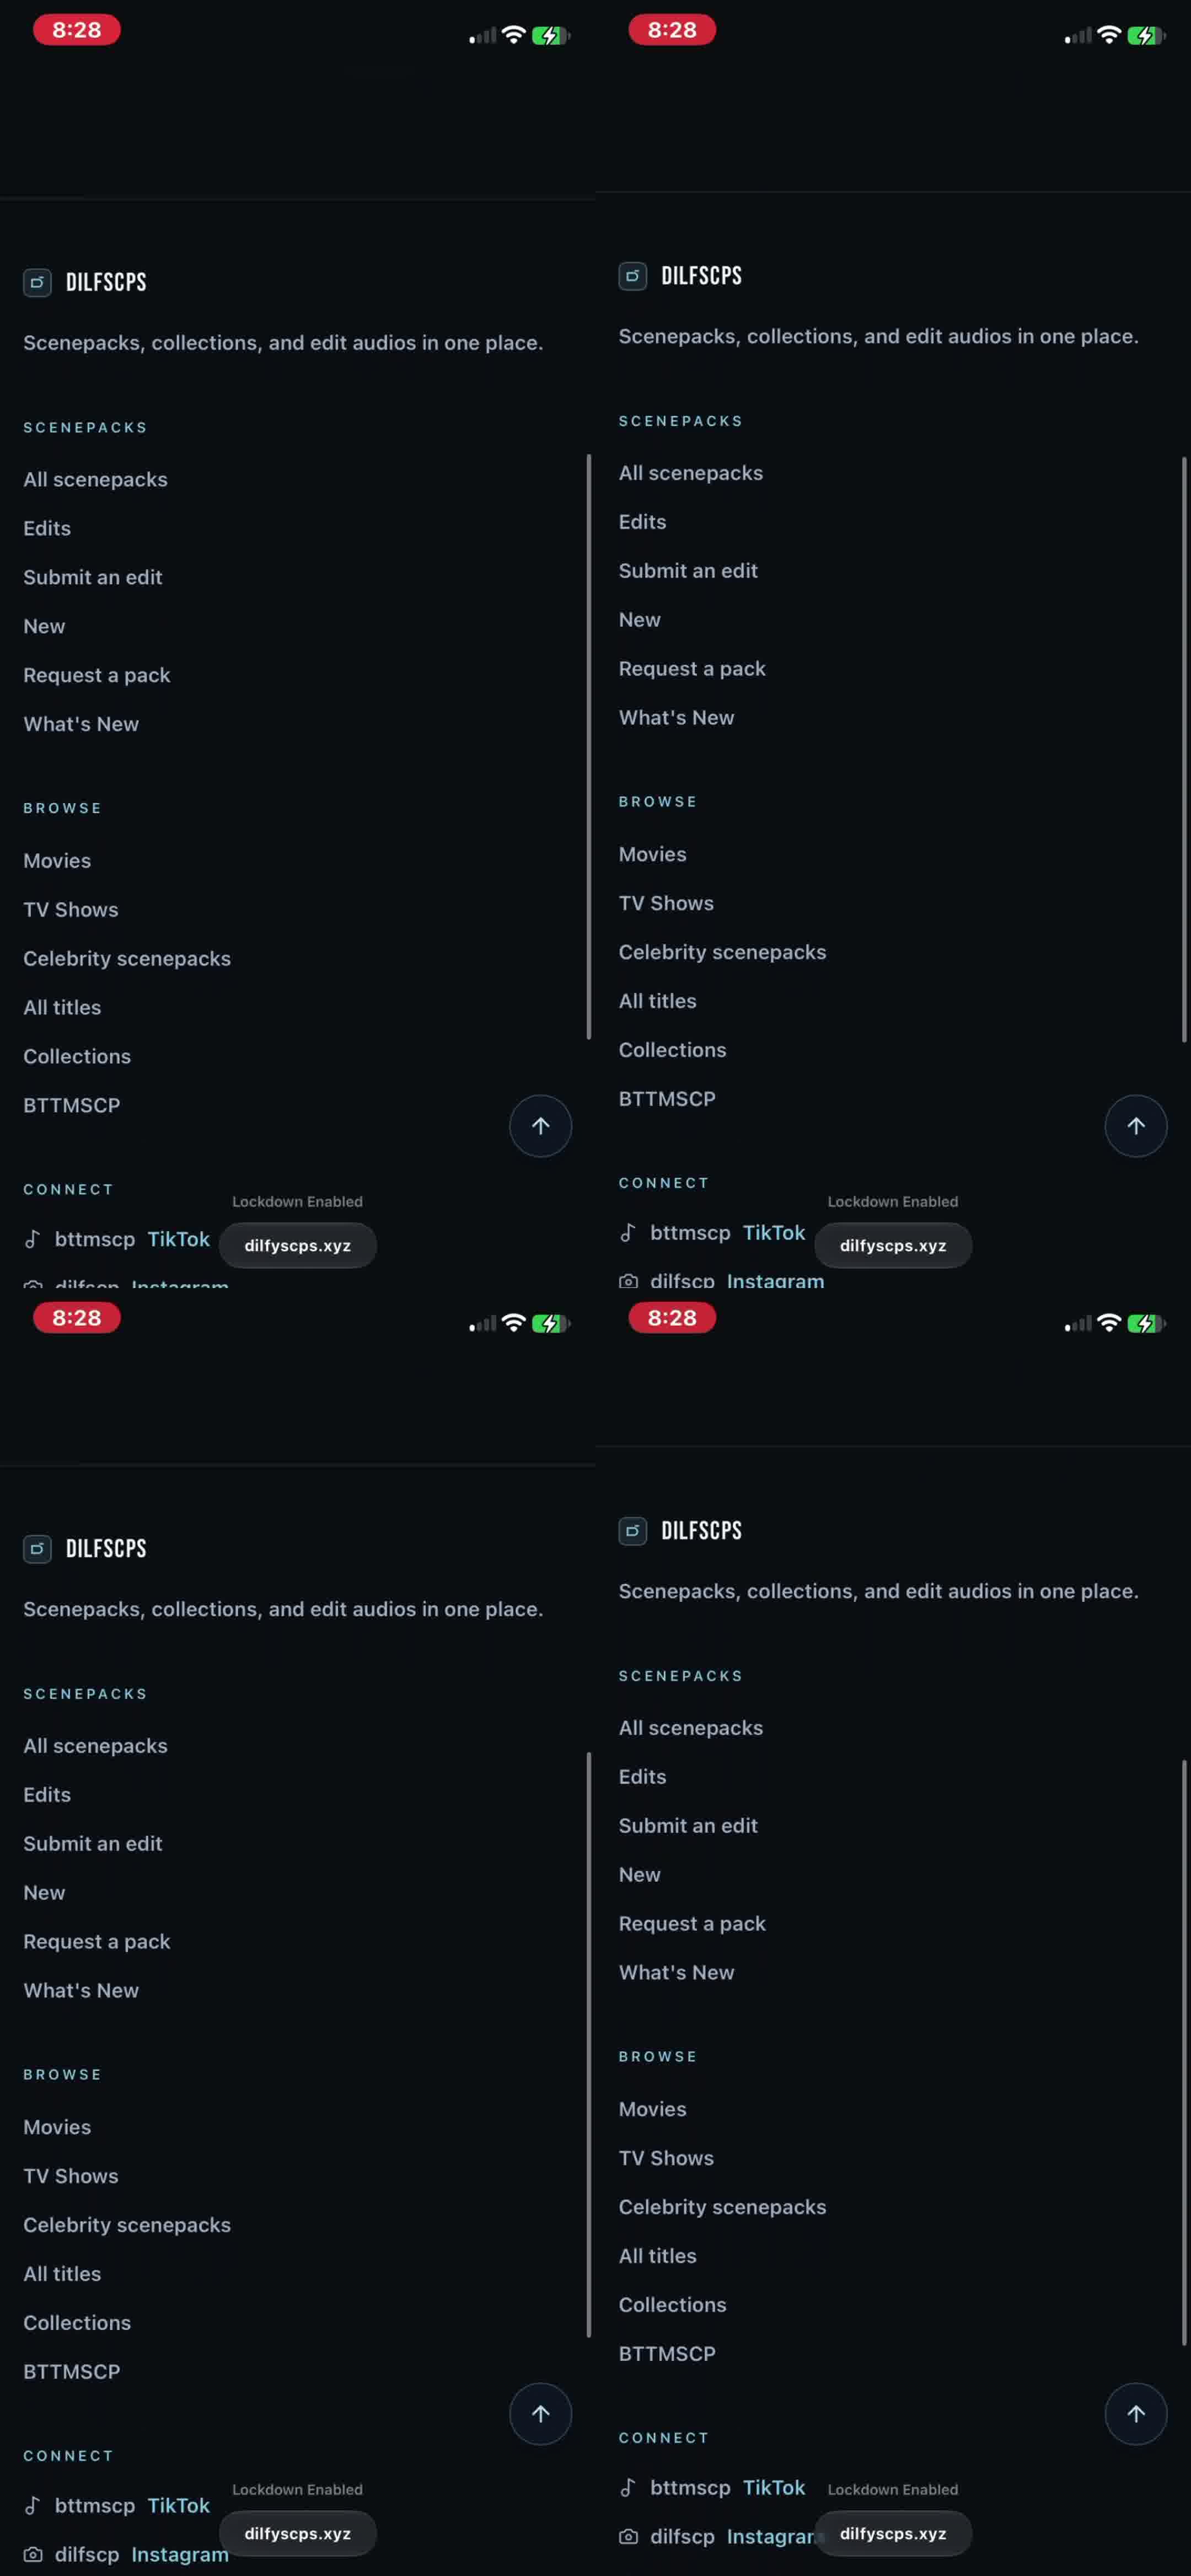 8:28
DILFSCPS
Scenepacks, collections, and edit audios in one place.
SCENEPACKS
All scenepacks
Edits
Submit an edit
New
Request a pack
What's New
BROWSE
Movies
TV Shows
Celebrity scenepacks
All titles
Collections
BTTMSCP
CONNECT
Lockdown Enabled
bttmscp TikTok
dilfyscps.xyz
dilfscp Instagram
8:28
DILFSCPS
Scenepacks, collections, and edit audios in one place.
SCENEPACKS
All scenepacks
Edits
Submit an edit
New
Request a pack
What's New
BROWSE
Movies
TV Shows
Celebrity scenepacks
All titles
Collections
BTTMSCP
CONNECT
Lockdown Enabled
bttmscp TikTok
dilfyscps.xyz
dilfscp Instagram
8:28
DILFSCPS
Scenepacks, collections, and edit audios in one place.
SCENEPACKS
All scenepacks
Edits
Submit an edit
New
Request a pack
What's New
BROWSE
Movies
TV Shows
Celebrity scenepacks
All titles
Collections
BTTMSCP
CONNECT
Lockdown Enabled
bttmscp TikTok
dilfyscps.xyz
dilfscp Instagram
8:28
DILFSCPS
Scenepacks, collections, and edit audios in one place.
SCENEPACKS
All scenepacks
Edits
Submit an edit
New
Request a pack
What's New
BROWSE
Movies
TV Shows
Celebrity scenepacks
All titles
Collections
BTTMSCP
CONNECT
bttmscp TikTok
Lockdown Enabled
dilfscp Instagram
dilfyscps.xyz